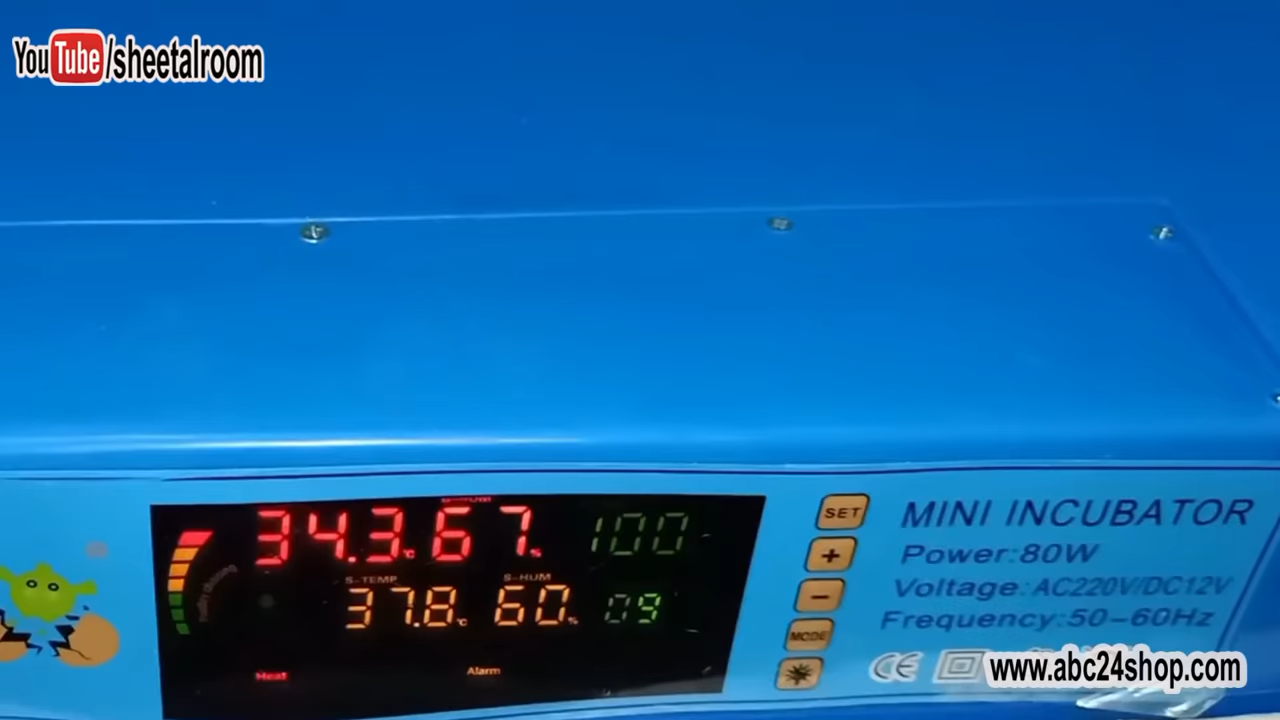 YouTube/sheetalroom
34.3°C 67.% 100
S-TEMP S-HUM
37.8°C 60% 09
Heat Alarm
SET
+
−
MODE
MINI INCUBATOR
Power:80W
Voltage:AC220V/DC12V
Frequency:50-60Hz
CE
www.abc24shop.com